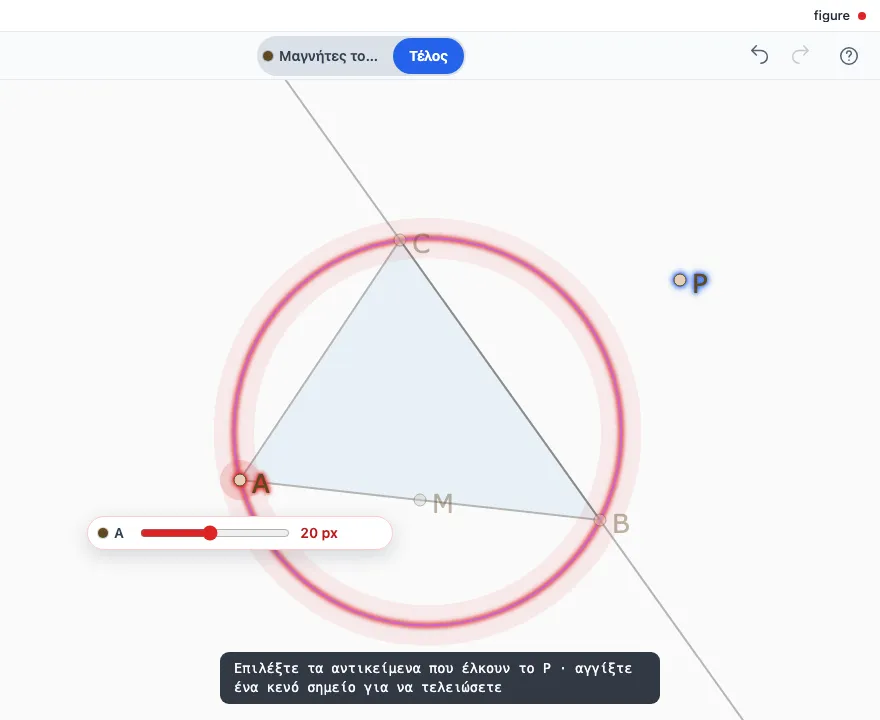 figure
Μαγνήτες το...
Τέλος
C
P
A
M
B
A
20 px
Επιλέξτε τα αντικείμενα που έλκουν το P · αγγίξτε
ένα κενό σημείο για να τελειώσετε